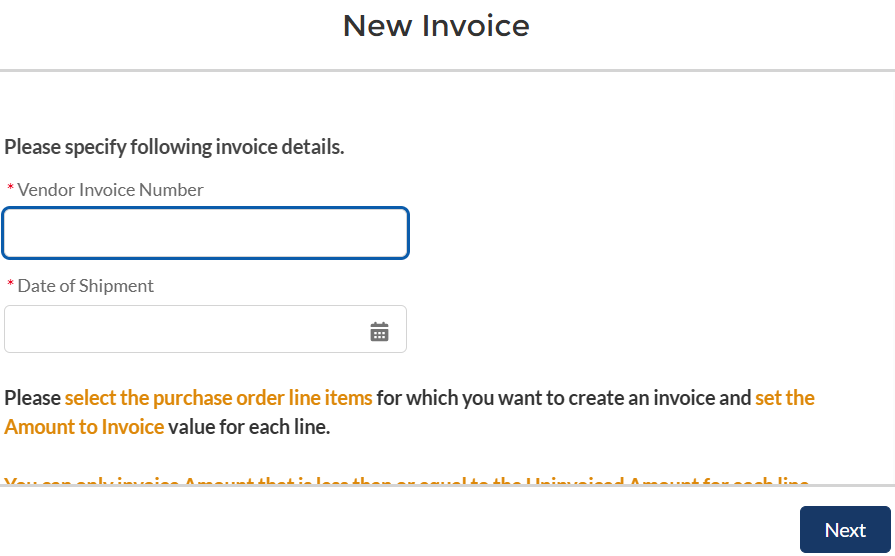 New Invoice
Please specify following invoice details.
* Vendor Invoice Number
* Date of Shipment
Please select the purchase order line items for which you want to create an invoice and set the
Amount to Invoice value for each line.
You can only invoice Amount that is less than or equal to the Uninvoiced Amount for each line
Next